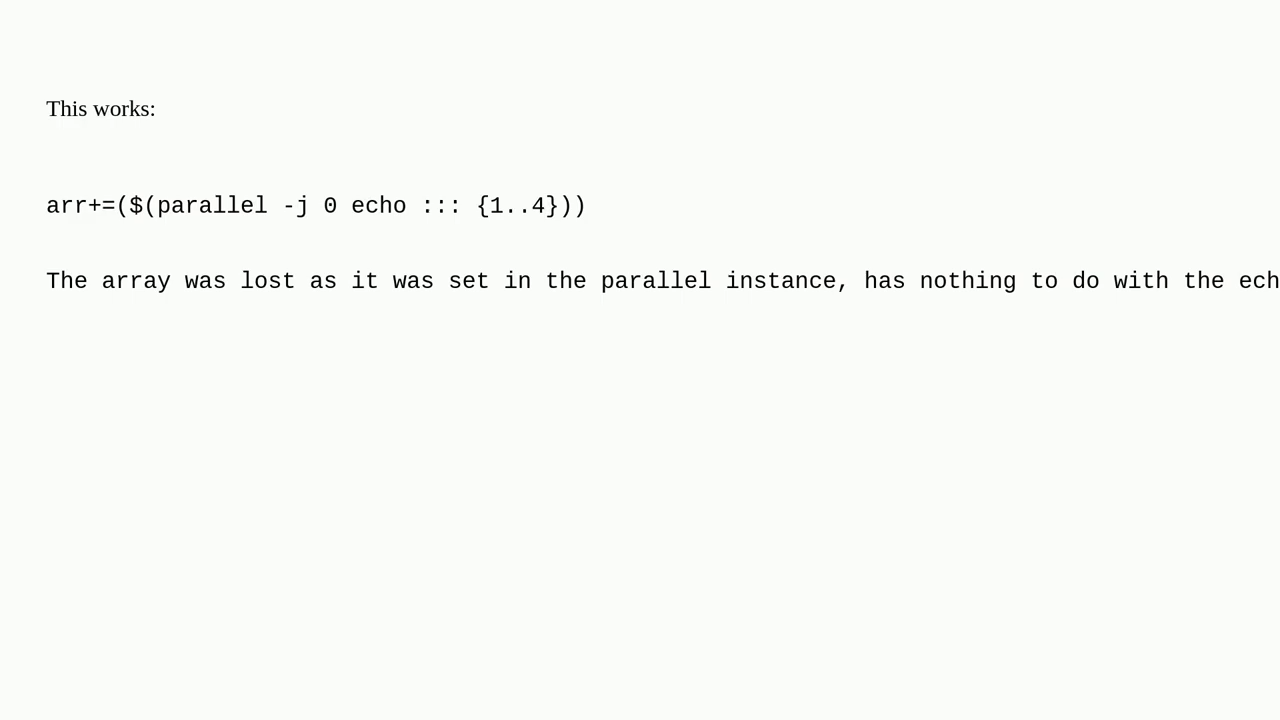 This works:
arr+=($(parallel -j 0 echo ::: {1..4}))
The array was lost as it was set in the parallel instance, has nothing to do with the ech